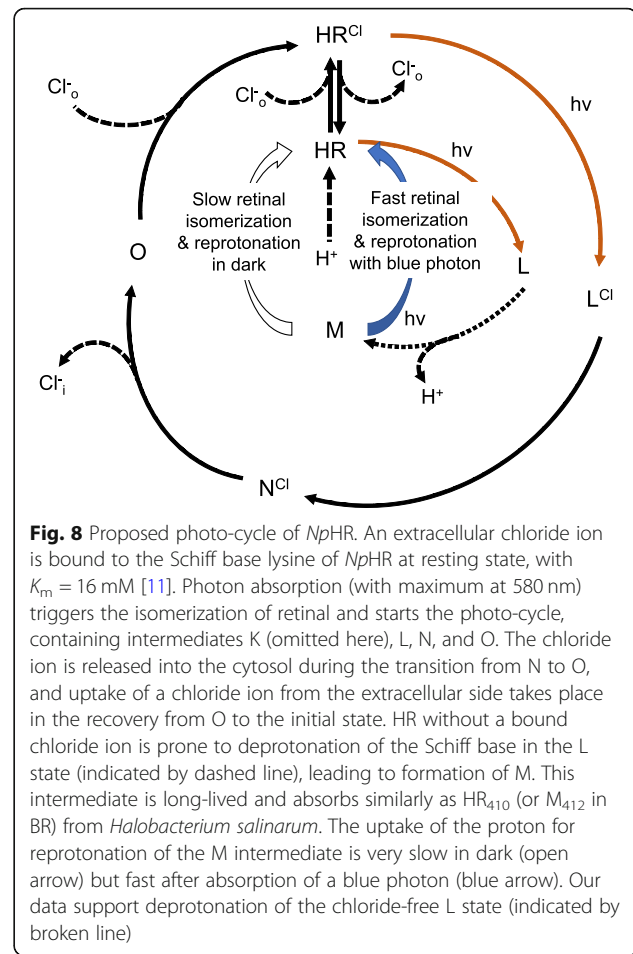 HR^Cl
Cl⁻o
Cl⁻o
Cl⁻o
hν
HR
hν
Slow retinal
isomerization
& reprotonation
in dark
Fast retinal
isomerization
& reprotonation
with blue photon
O
H⁺
L
L^Cl
M
hν
Cl⁻i
H⁺
N^Cl
Fig. 8 Proposed photo-cycle of NpHR. An extracellular chloride ion
is bound to the Schiff base lysine of NpHR at resting state, with
Km = 16 mM [11]. Photon absorption (with maximum at 580 nm)
triggers the isomerization of retinal and starts the photo-cycle,
containing intermediates K (omitted here), L, N, and O. The chloride
ion is released into the cytosol during the transition from N to O,
and uptake of a chloride ion from the extracellular side takes place
in the recovery from O to the initial state. HR without a bound
chloride ion is prone to deprotonation of the Schiff base in the L
state (indicated by dashed line), leading to formation of M. This
intermediate is long-lived and absorbs similarly as HR₄₁₀ (or M₄₁₂ in
BR) from Halobacterium salinarum. The uptake of the proton for
reprotonation of the M intermediate is very slow in dark (open
arrow) but fast after absorption of a blue photon (blue arrow). Our
data support deprotonation of the chloride-free L state (indicated by
broken line)